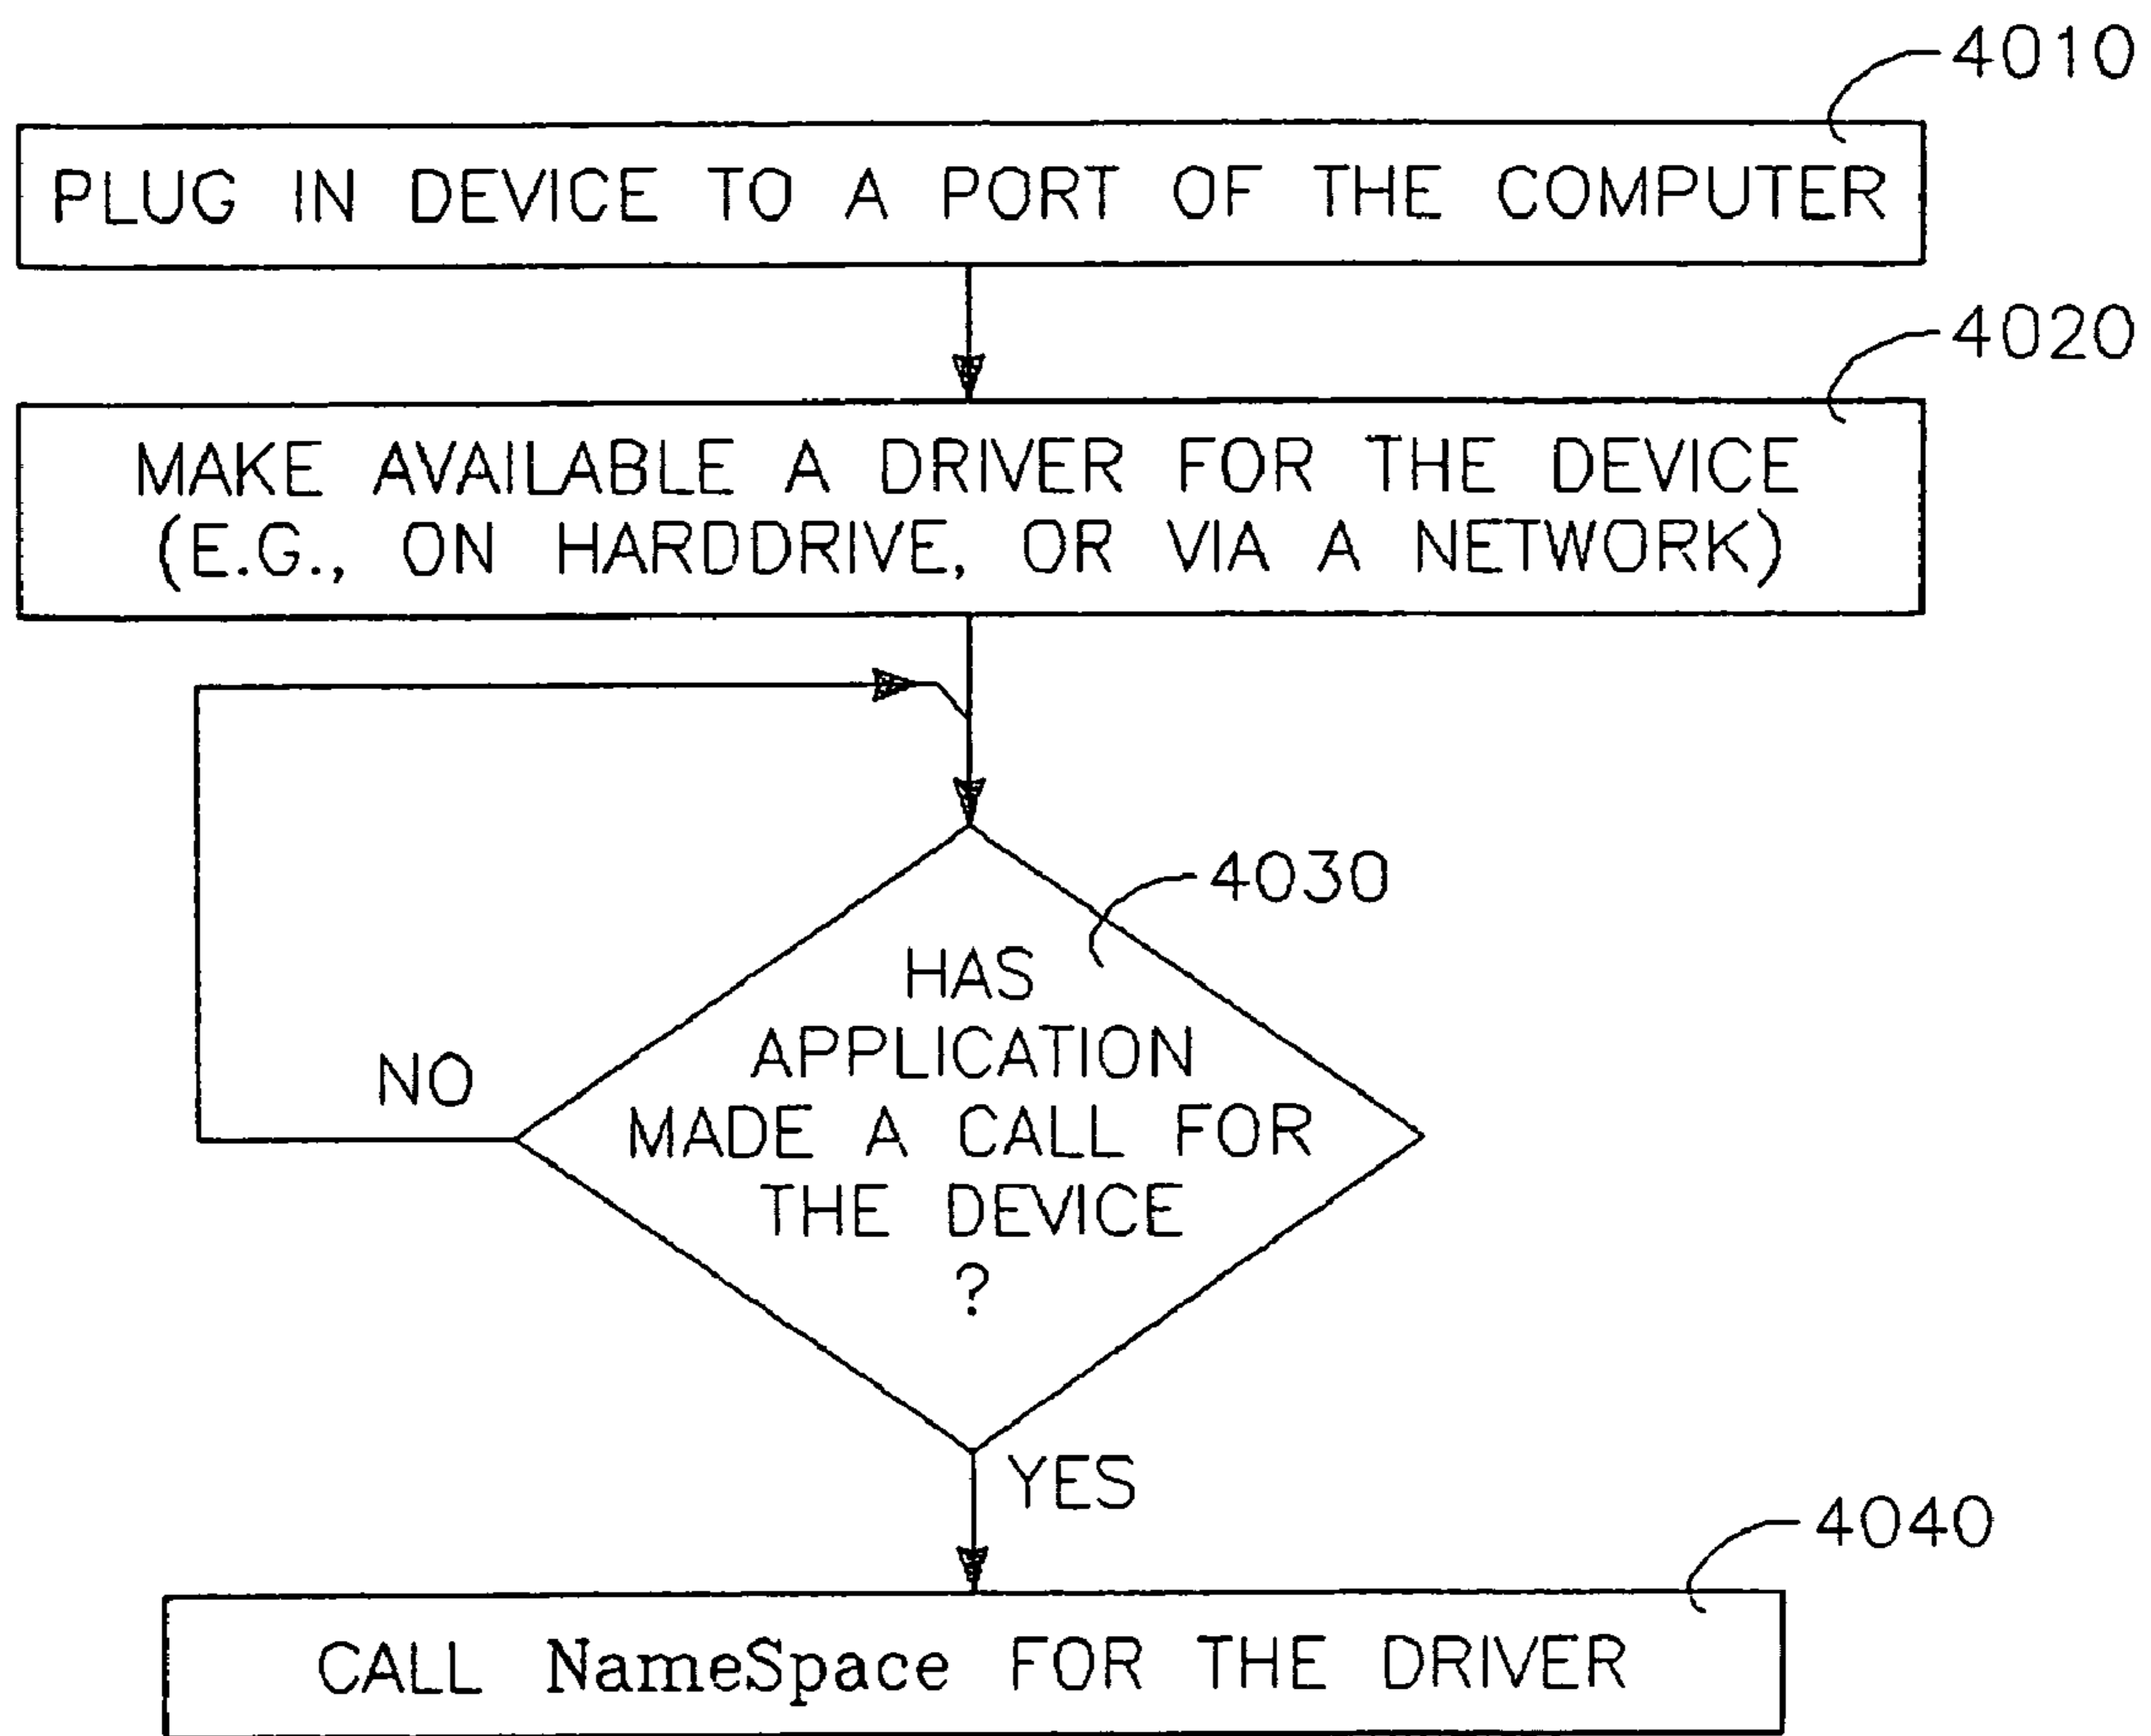 4010
PLUG IN DEVICE TO A PORT OF THE COMPUTER
4020
MAKE AVAILABLE A DRIVER FOR THE DEVICE
(E.G., ON HARDDRIVE, OR VIA A NETWORK)
4030
HAS
APPLICATION
MADE A CALL FOR
THE DEVICE
?
NO
YES
4040
CALL NameSpace FOR THE DRIVER